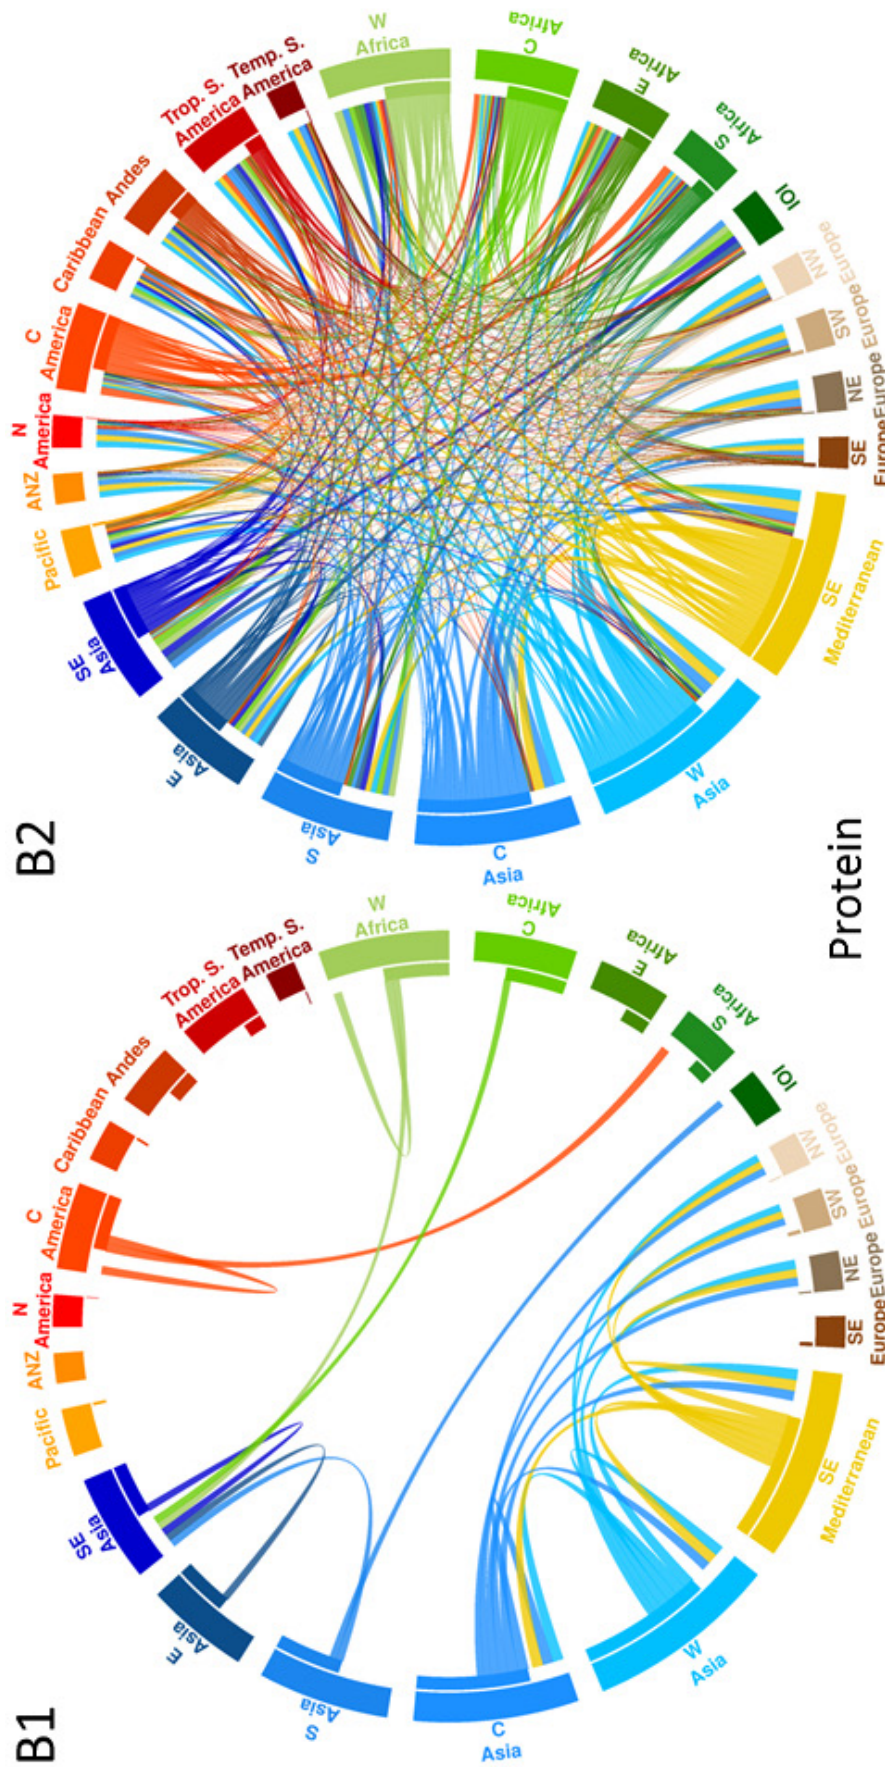 B1
B2
Protein
W
Africa
C
Africa
E
Africa
S
Africa
IOI
NW
Europe
SW
Europe
NE
Europe
SE
Europe
SE
Mediterranean
W
Asia
C
Asia
S
Asia
E
Asia
SE
Asia
Pacific
ANZ
N
America
C
America
Caribbean
Andes
Trop. S.
America
Temp. S.
America
W
Africa
C
Africa
E
Africa
S
Africa
IOI
NW
Europe
SW
Europe
NE
Europe
SE
Europe
SE
Mediterranean
W
Asia
C
Asia
S
Asia
E
Asia
SE
Asia
Pacific
ANZ
N
America
C
America
Caribbean
Andes
Trop. S.
America
Temp. S.
America